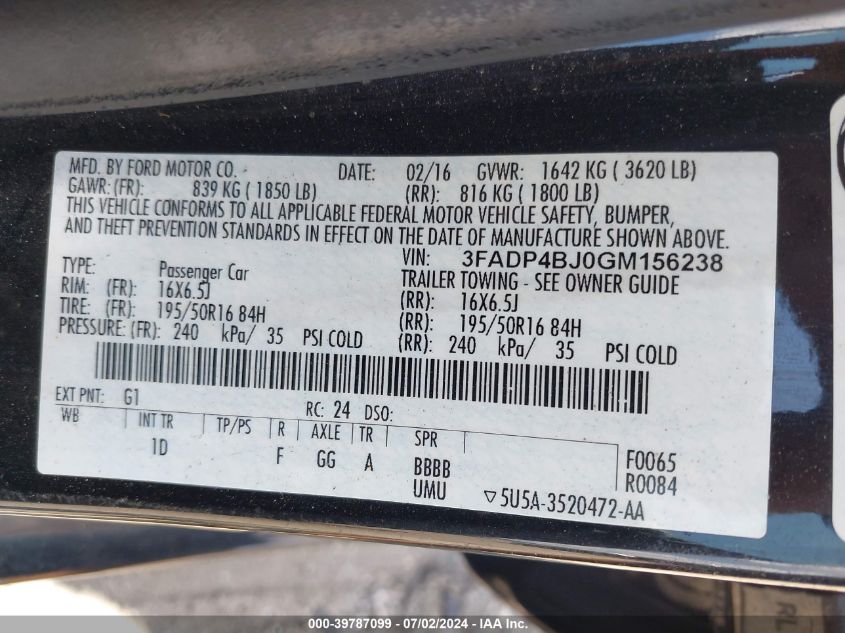 MFD. BY FORD MOTOR CO. DATE: 02/16 GVWR: 1642 KG ( 3620 LB)
GAWR: (FR): 839 KG ( 1850 LB) (RR): 816 KG ( 1800 LB)
THIS VEHICLE CONFORMS TO ALL APPLICABLE FEDERAL MOTOR VEHICLE SAFETY, BUMPER,
AND THEFT PREVENTION STANDARDS IN EFFECT ON THE DATE OF MANUFACTURE SHOWN ABOVE.
VIN: 3FADP4BJ0GM156238
TYPE: Passenger Car TRAILER TOWING - SEE OWNER GUIDE
RIM: (FR): 16X6.5J (RR): 16X6.5J
TIRE: (FR): 195/50R16 84H (RR): 195/50R16 84H
PRESSURE: (FR): 240 kPa/ 35 PSI COLD (RR): 240 kPa/ 35 PSI COLD
EXT PNT: G1 RC: 24 DSO:
WB INT TR TP/PS R AXLE TR SPR
1D F GG A BBBB F0065
UMU R0084
▽5U5A-3520472-AA
RL
000-39787099 - 07/02/2024 - IAAI.com